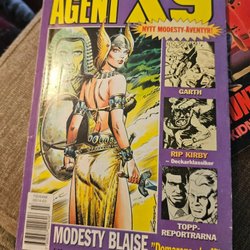 AGENT X9
NYTT MODESTY-ÄVENTYR!
GARTH
RIP KIRBY
– Deckarklassiker
TOPP-
REPORTRARNA
MODESTY BLAISE